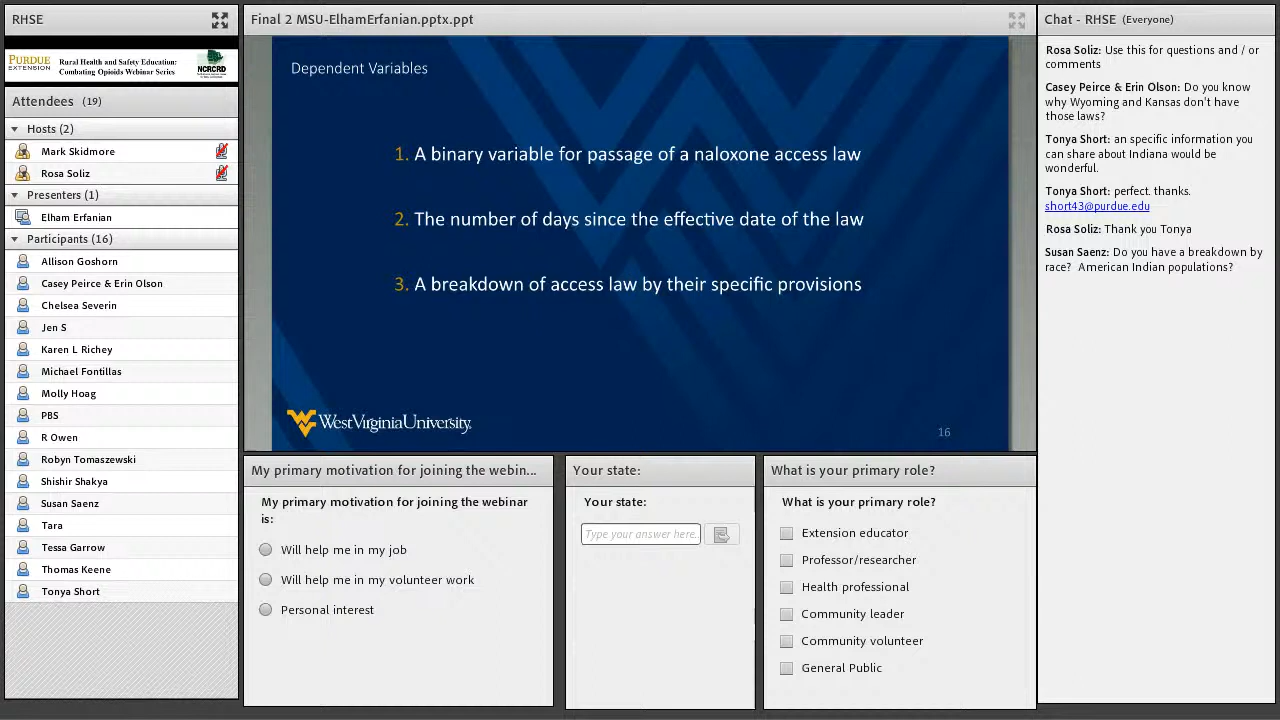 RHSE
PURDUE
EXTENSION
Rural Health and Safety Education:
Combating Opioids Webinar Series
NCRCRD
Attendees (19)
Hosts (2)
Mark Skidmore
Rosa Soliz
Presenters (1)
Elham Erfanian
Participants (16)
Allison Goshorn
Casey Peirce & Erin Olson
Chelsea Severin
Jen S
Karen L Richey
Michael Fontillas
Molly Hoag
PBS
R Owen
Robyn Tomaszewski
Shishir Shakya
Susan Saenz
Tara
Tessa Garrow
Thomas Keene
Tonya Short
Final 2 MSU-ElhamErfanian.pptx.ppt
Dependent Variables
1. A binary variable for passage of a naloxone access law
2. The number of days since the effective date of the law
3. A breakdown of access law by their specific provisions
WestVirginiaUniversity.
16
My primary motivation for joining the webin...
My primary motivation for joining the webinar
is:
Will help me in my job
Will help me in my volunteer work
Personal interest
Your state:
Your state:
Type your answer here..
What is your primary role?
What is your primary role?
Extension educator
Professor/researcher
Health professional
Community leader
Community volunteer
General Public
Chat - RHSE (Everyone)
Rosa Soliz: Use this for questions and / or
comments
Casey Peirce & Erin Olson: Do you know
why Wyoming and Kansas don't have
those laws?
Tonya Short: an specific information you
can share about Indiana would be
wonderful.
Tonya Short: perfect. thanks.
short43@purdue.edu
Rosa Soliz: Thank you Tonya
Susan Saenz: Do you have a breakdown by
race? American Indian populations?